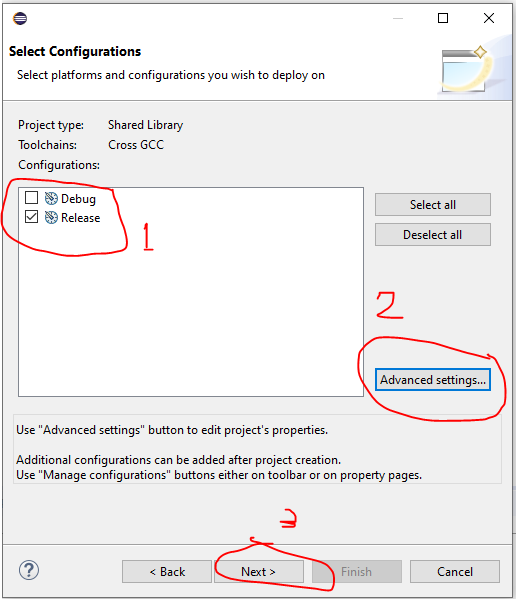 Select Configurations
Select platforms and configurations you wish to deploy on
Project type: Shared Library
Toolchains: Cross GCC
Configurations:
Debug
Release
1
Select all
Deselect all
2
Advanced settings...
Use "Advanced settings" button to edit project's properties.
Additional configurations can be added after project creation.
Use "Manage configurations" buttons either on toolbar or on property pages.
3
?
< Back
Next >
Finish
Cancel